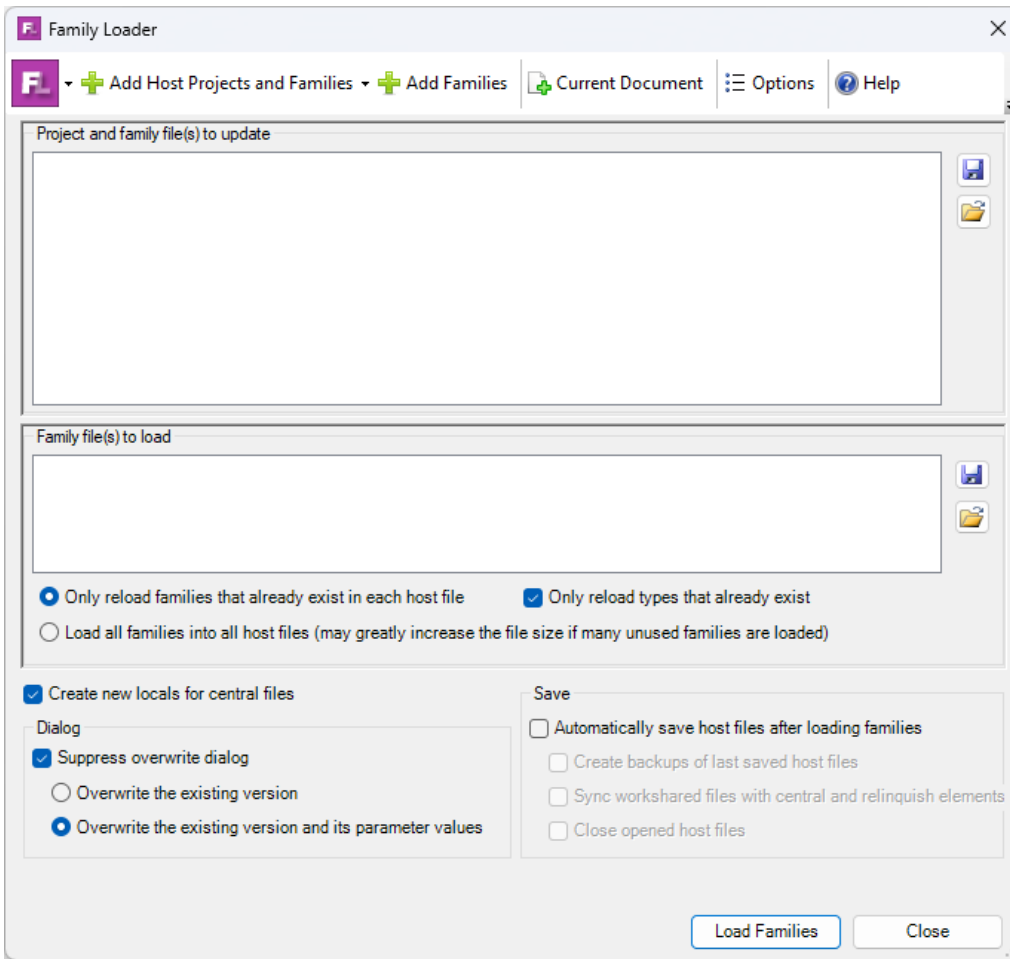 FL Family Loader
FL Add Host Projects and Families Add Families Current Document Options Help
Project and family file(s) to update
Family file(s) to load
Only reload families that already exist in each host file Only reload types that already exist
Load all families into all host files (may greatly increase the file size if many unused families are loaded)
Create new locals for central files
Dialog
Suppress overwrite dialog
Overwrite the existing version
Overwrite the existing version and its parameter values
Save
Automatically save host files after loading families
Create backups of last saved host files
Sync workshared files with central and relinquish elements
Close opened host files
Load Families Close